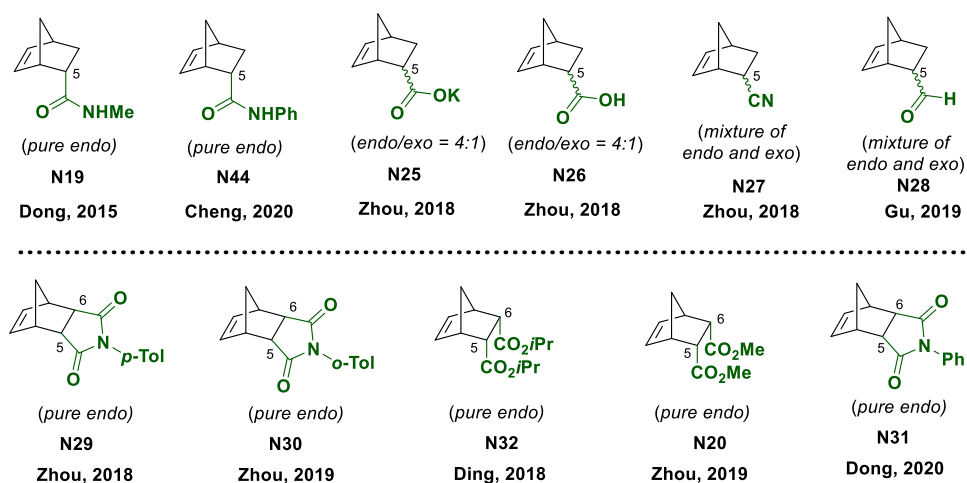 5 5 5 5 5 5
O NHMe O NHPh O OK O OH CN O H
(pure endo) (pure endo) (endo/exo = 4:1) (endo/exo = 4:1) (mixture of endo and exo) (mixture of endo and exo)
N19 N44 N25 N26 N27 N28
Dong, 2015 Cheng, 2020 Zhou, 2018 Zhou, 2018 Zhou, 2018 Gu, 2019
6 O 6 O 6 6 6 O
5 N p-Tol 5 N o-Tol 5 CO2iPr 5 CO2Me 5 N Ph
O O CO2iPr CO2Me O
(pure endo) (pure endo) (pure endo) (pure endo) (pure endo)
N29 N30 N32 N20 N31
Zhou, 2018 Zhou, 2019 Ding, 2018 Zhou, 2019 Dong, 2020